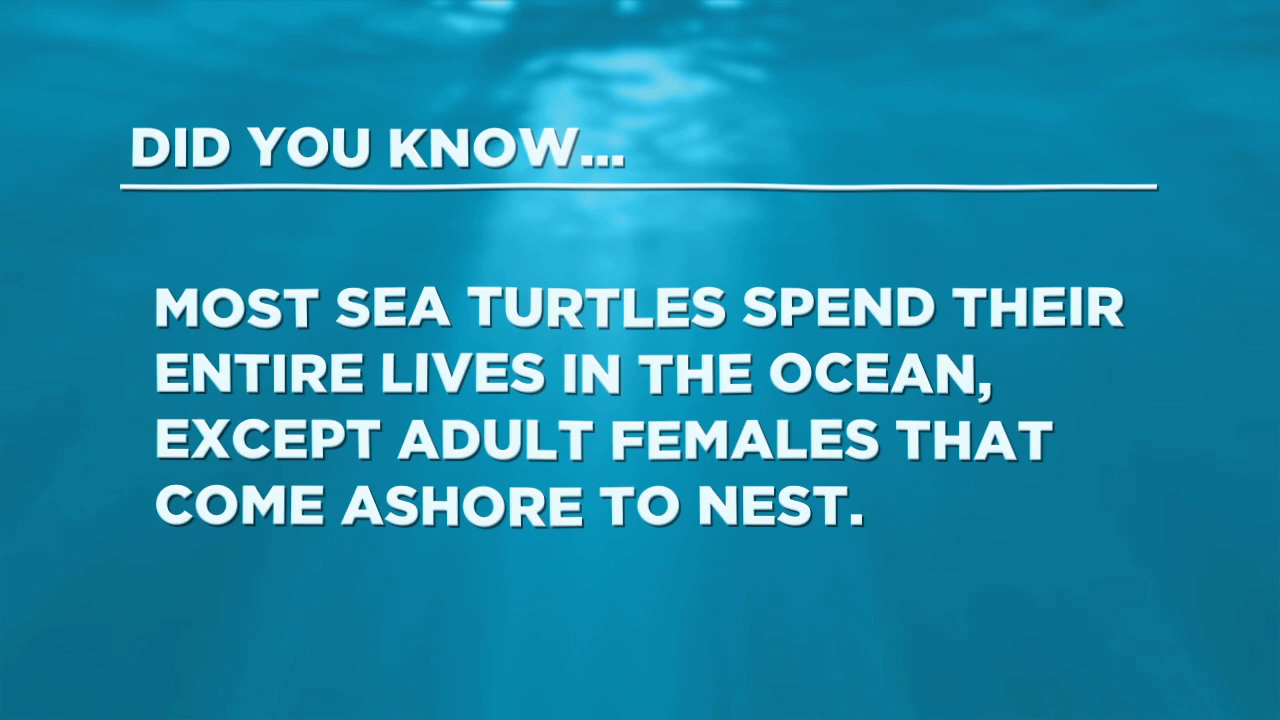 DID YOU KNOW...
MOST SEA TURTLES SPEND THEIR
ENTIRE LIVES IN THE OCEAN,
EXCEPT ADULT FEMALES THAT
COME ASHORE TO NEST.